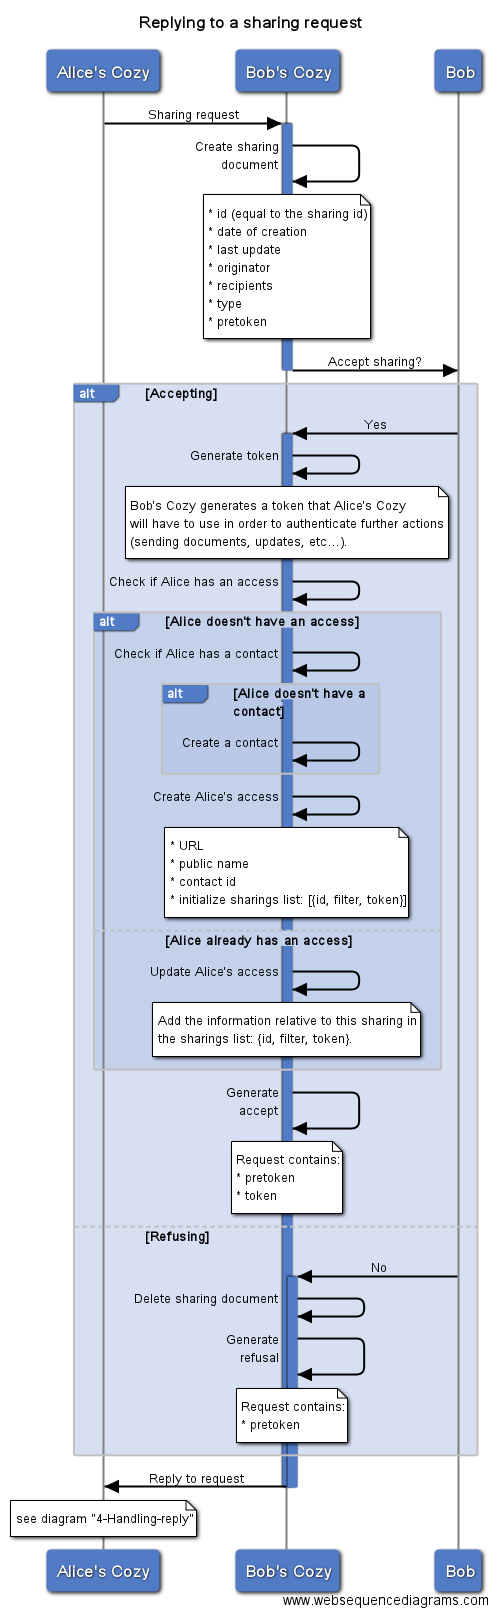 Replying to a sharing request
Alice's Cozy
Bob's Cozy
Bob
Sharing request
Create sharing
document
* id (equal to the sharing id)
* date of creation
* last update
* originator
* recipients
* type
* pretoken
Accept sharing?
alt
[Accepting]
Yes
Generate token
Bob's Cozy generates a token that Alice's Cozy
will have to use in order to authenticate further actions
(sending documents, updates, etc...).
Check if Alice has an access
alt
[Alice doesn't have an access]
Check if Alice has a contact
alt
[Alice doesn't have a
contact]
Create a contact
Create Alice's access
* URL
* public name
* contact id
* initialize sharings list: [{id, filter, token}]
[Alice already has an access]
Update Alice's access
Add the information relative to this sharing in
the sharings list: {id, filter, token}.
Generate
accept
Request contains:
* pretoken
* token
[Refusing]
No
Delete sharing document
Generate
refusal
Request contains:
* pretoken
Reply to request
see diagram "4-Handling-reply"
Alice's Cozy
Bob's Cozy
Bob
www.websequencediagrams.com